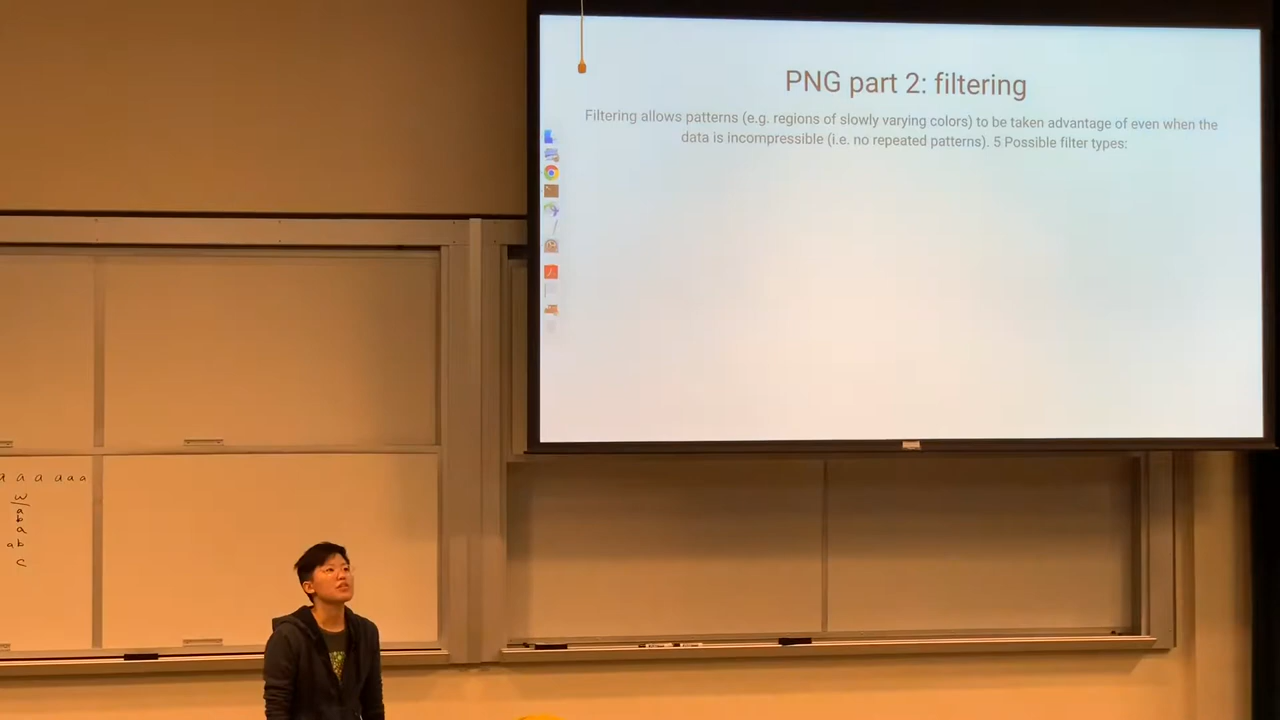 PNG part 2: filtering
Filtering allows patterns (e.g. regions of slowly varying colors) to be taken advantage of even when the
data is incompressible (i.e. no repeated patterns). 5 Possible filter types:
a a a a a a
w
a
b
a
ab
c